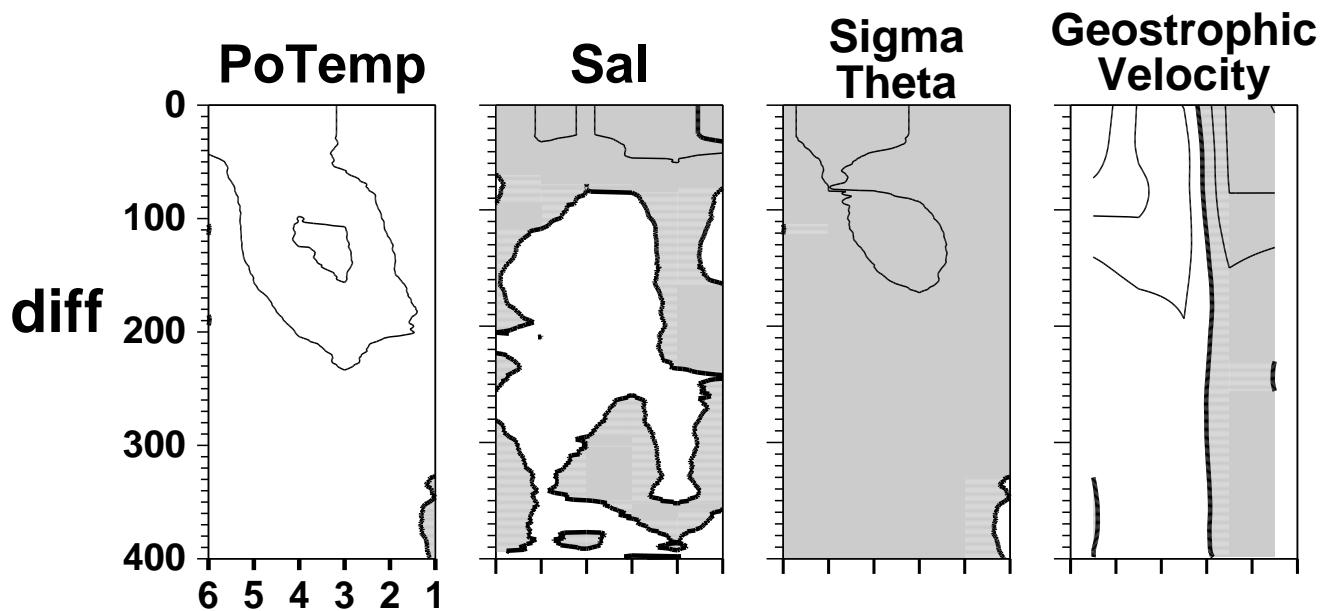 PoTemp
Sal
Sigma
Theta
Geostrophic
Velocity
diff
0
100
200
300
400
6 5 4 3 2 1